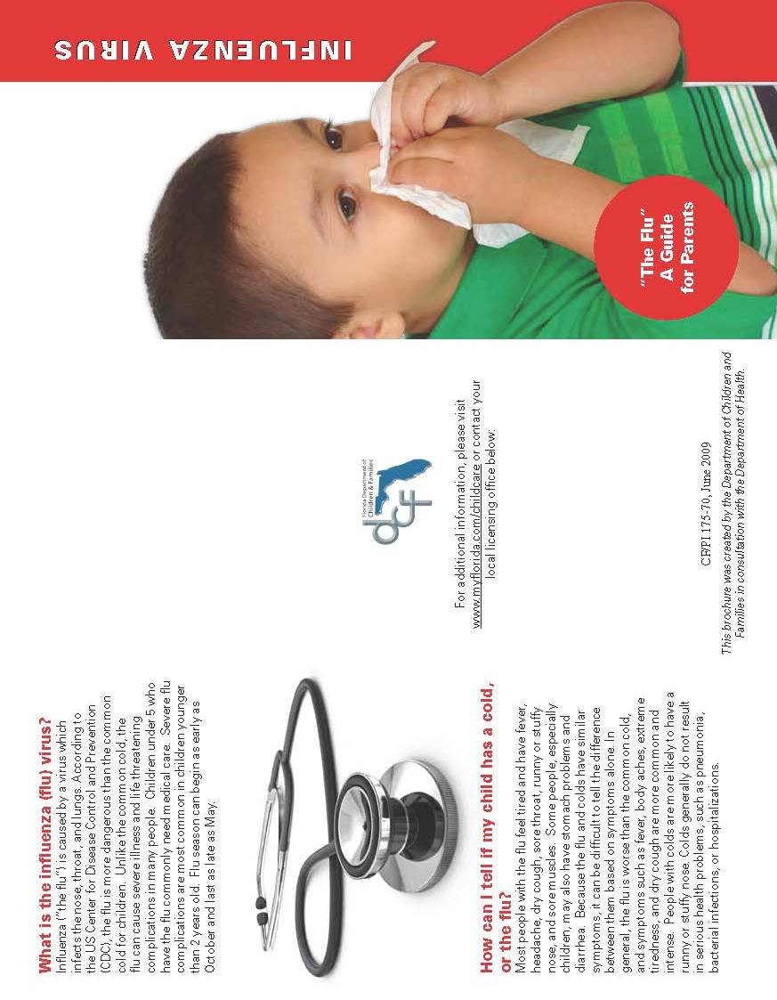 What is the influenza (flu) virus?
Influenza ("the flu") is caused by a virus which
infects the nose, throat, and lungs. According to
the US Center for Disease Control and Prevention
(CDC), the flu is more dangerous than the common
cold for children. Unlike the common cold, the
flu can cause severe illness and life threatening
complications in many people. Children under 5 who
have the flu commonly need medical care. Severe flu
complications are most common in children younger
than 2 years old. Flu season can begin as early as
October and last as late as May.
How can I tell if my child has a cold,
or the flu?
Most people with the flu feel tired and have fever,
headache, dry cough, sore throat, runny or stuffy
nose, and sore muscles. Some people, especially
children, may also have stomach problems and
diarrhea. Because the flu and colds have similar
symptoms, it can be difficult to tell the difference
between them based on symptoms alone. In
general, the flu is worse than the common cold,
and symptoms such as fever, body aches, extreme
tiredness, and dry cough are more common and
intense. People with colds are more likely to have a
runny or stuffy nose. Colds generally do not result
in serious health problems, such as pneumonia,
bacterial infections, or hospitalizations.
Florida Department of
Children & Families
dcf
For additional information, please visit
www.myflorida.com/childcare or contact your
local licensing office below:
CF/PI 175-70, June 2009
This brochure was created by the Department of Children and
Families in consultation with the Department of Health.
INFLUENZA VIRUS
"The Flu"
A Guide
for Parents